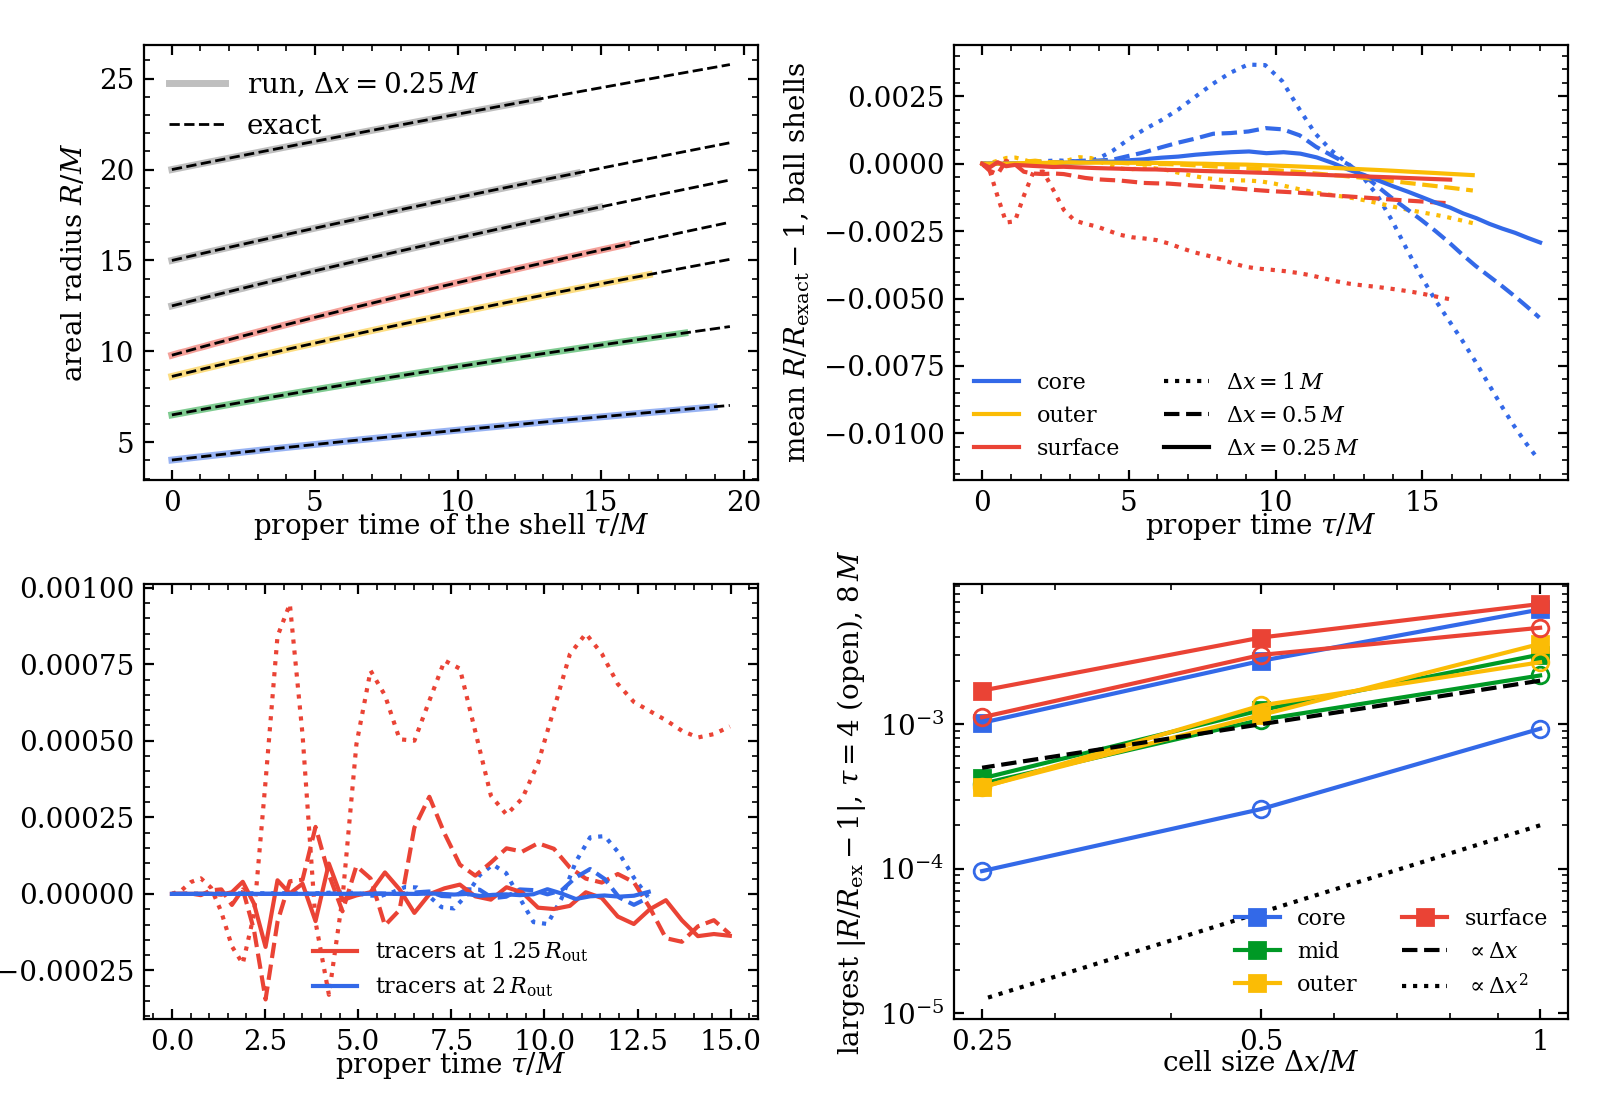 areal radius R/M
25
20
15
10
5
run, Δx = 0.25 M
exact
0
5
10
15
20
proper time of the shell τ/M
mean R/R_exact − 1, ball shells
0.0025
0.0000
−0.0025
−0.0050
−0.0075
−0.0100
core
outer
surface
Δx = 1 M
Δx = 0.5 M
Δx = 0.25 M
0
5
10
15
proper time τ/M
0.00100
0.00075
0.00050
0.00025
0.00000
−0.00025
tracers at 1.25 R_out
tracers at 2 R_out
0.0
2.5
5.0
7.5
10.0
12.5
15.0
proper time τ/M
largest |R/R_ex − 1|, τ = 4 (open), 8 M
10⁻³
10⁻⁴
10⁻⁵
core
mid
outer
surface
∝ Δx
∝ Δx²
0.25
0.5
1
cell size Δx/M